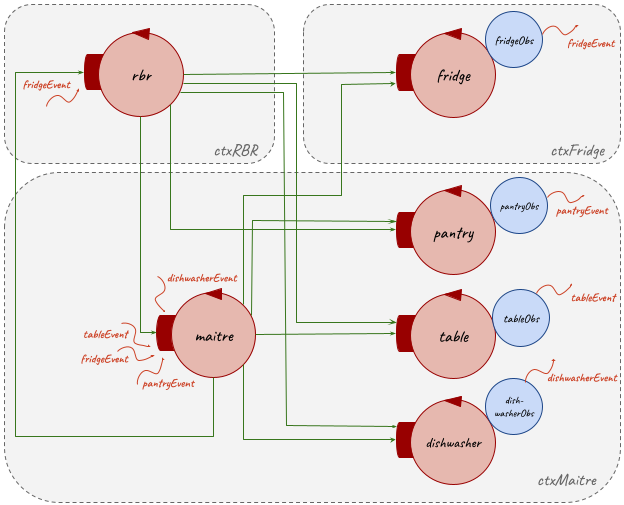 rbr
fridgeEvent
ctxRBR
fridge
fridgeObs
fridgeEvent
ctxFridge
pantry
pantryObs
pantryEvent
dishwasherEvent
maitre
tableEvent
fridgeEvent
pantryEvent
table
tableObs
tableEvent
dishwasher
dish-
washerObs
dishwasherEvent
ctxMaitre